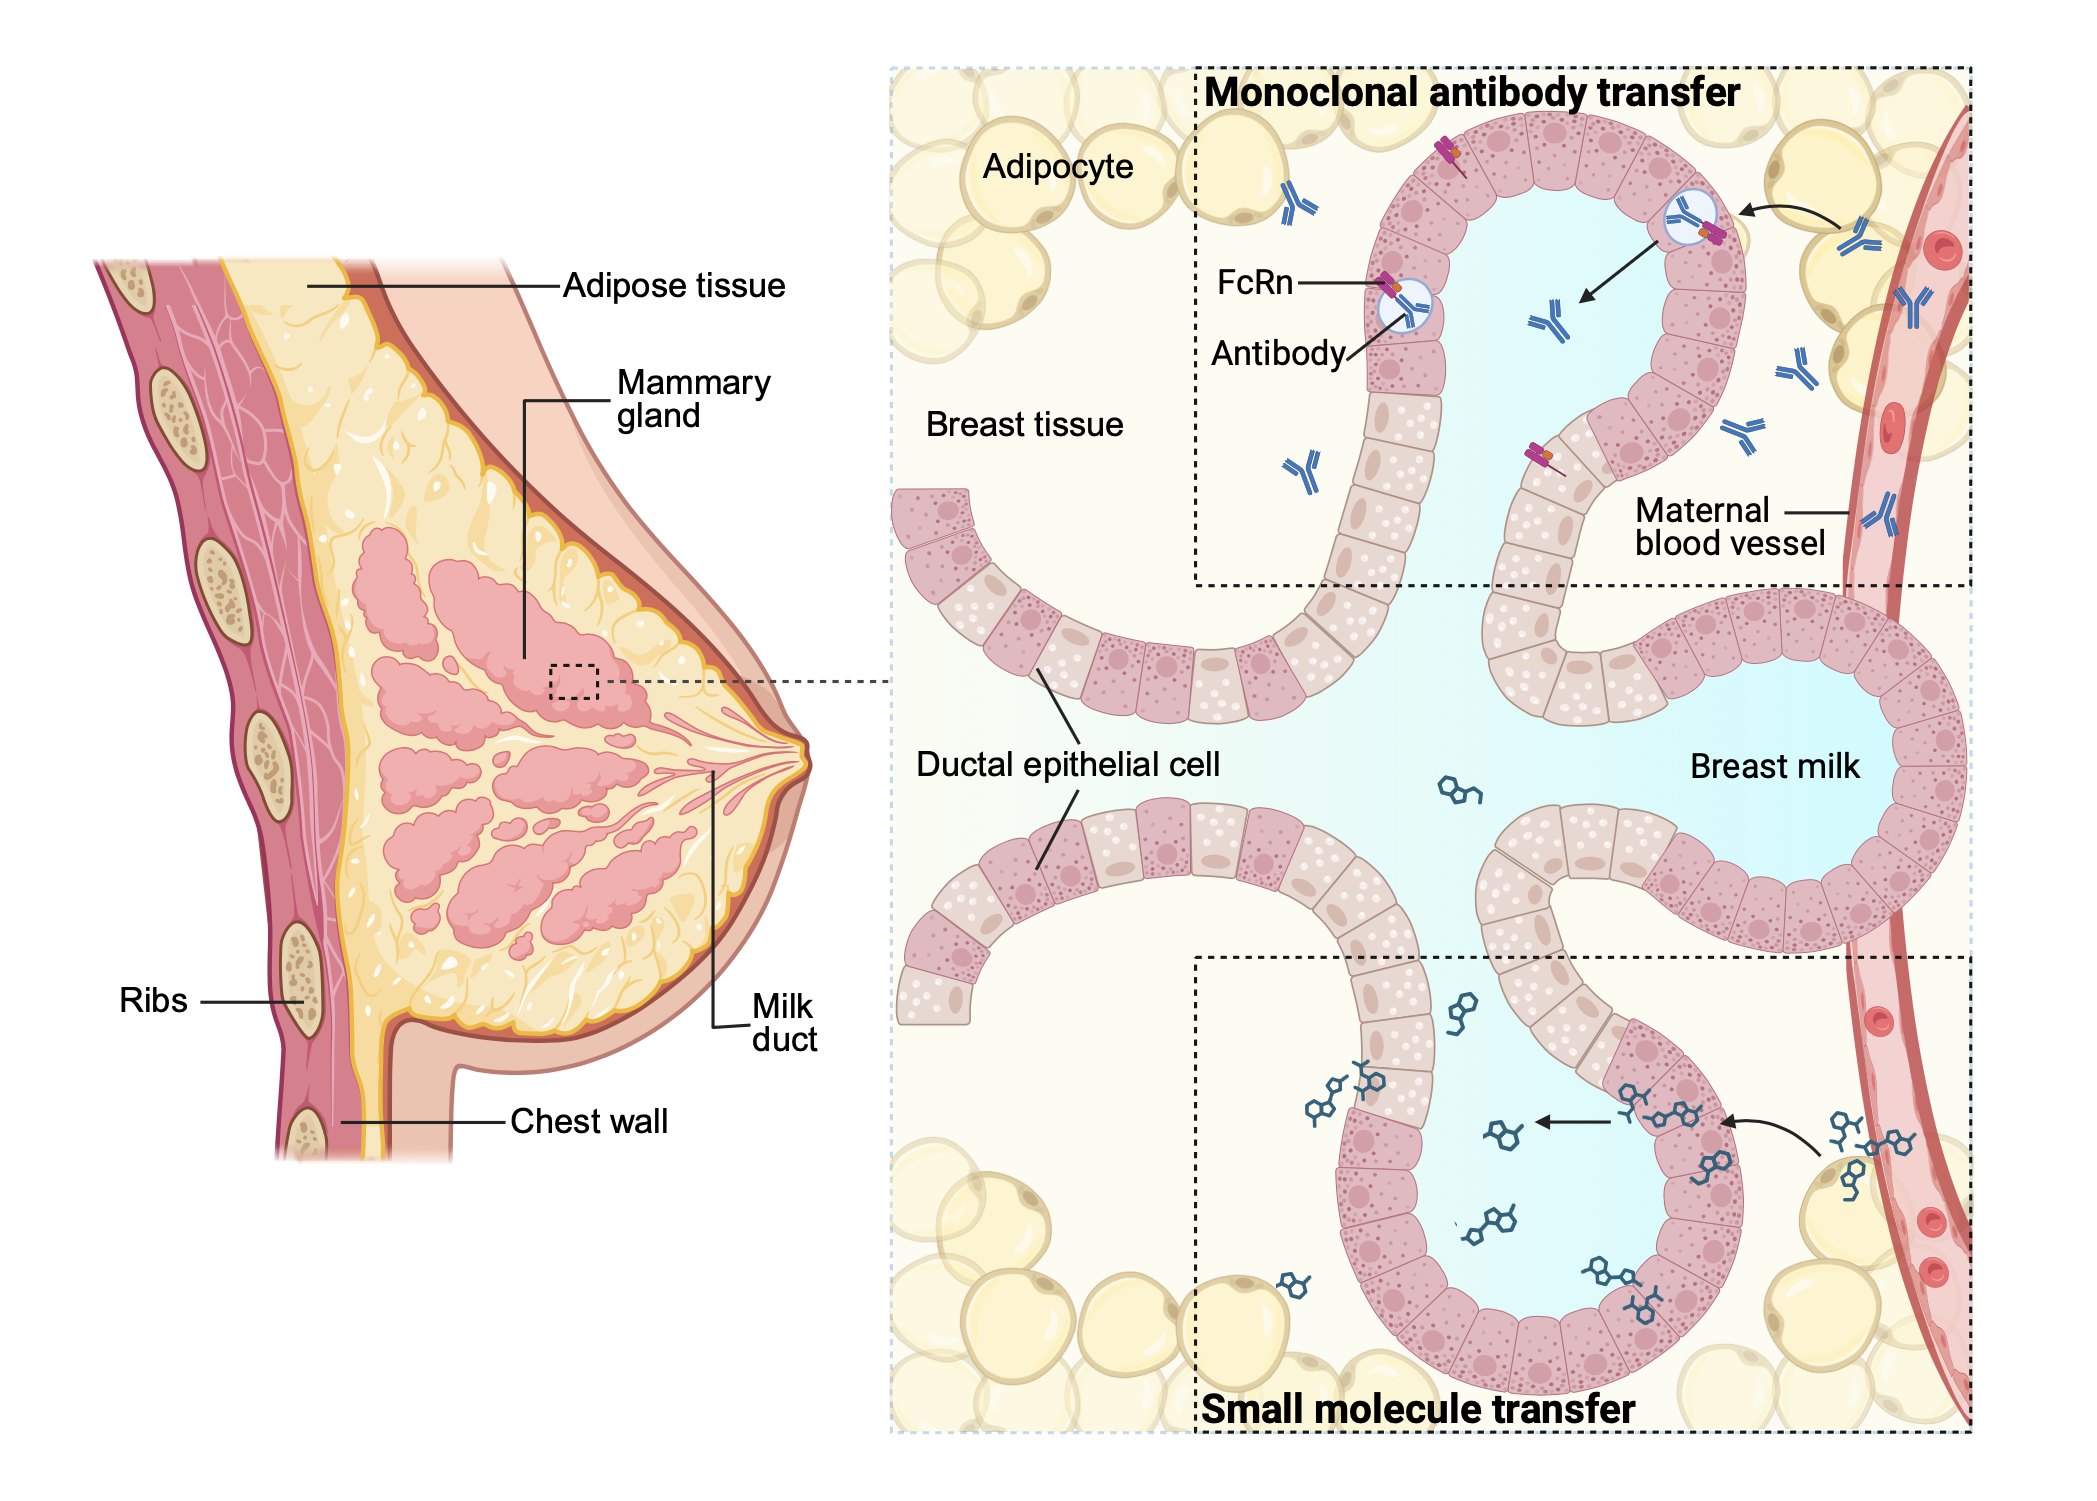 Adipose tissue
Mammary
gland
Ribs
Milk
duct
Chest wall
Monoclonal antibody transfer
Adipocyte
FcRn
Antibody
Breast tissue
Maternal
blood vessel
Ductal epithelial cell
Breast milk
Small molecule transfer